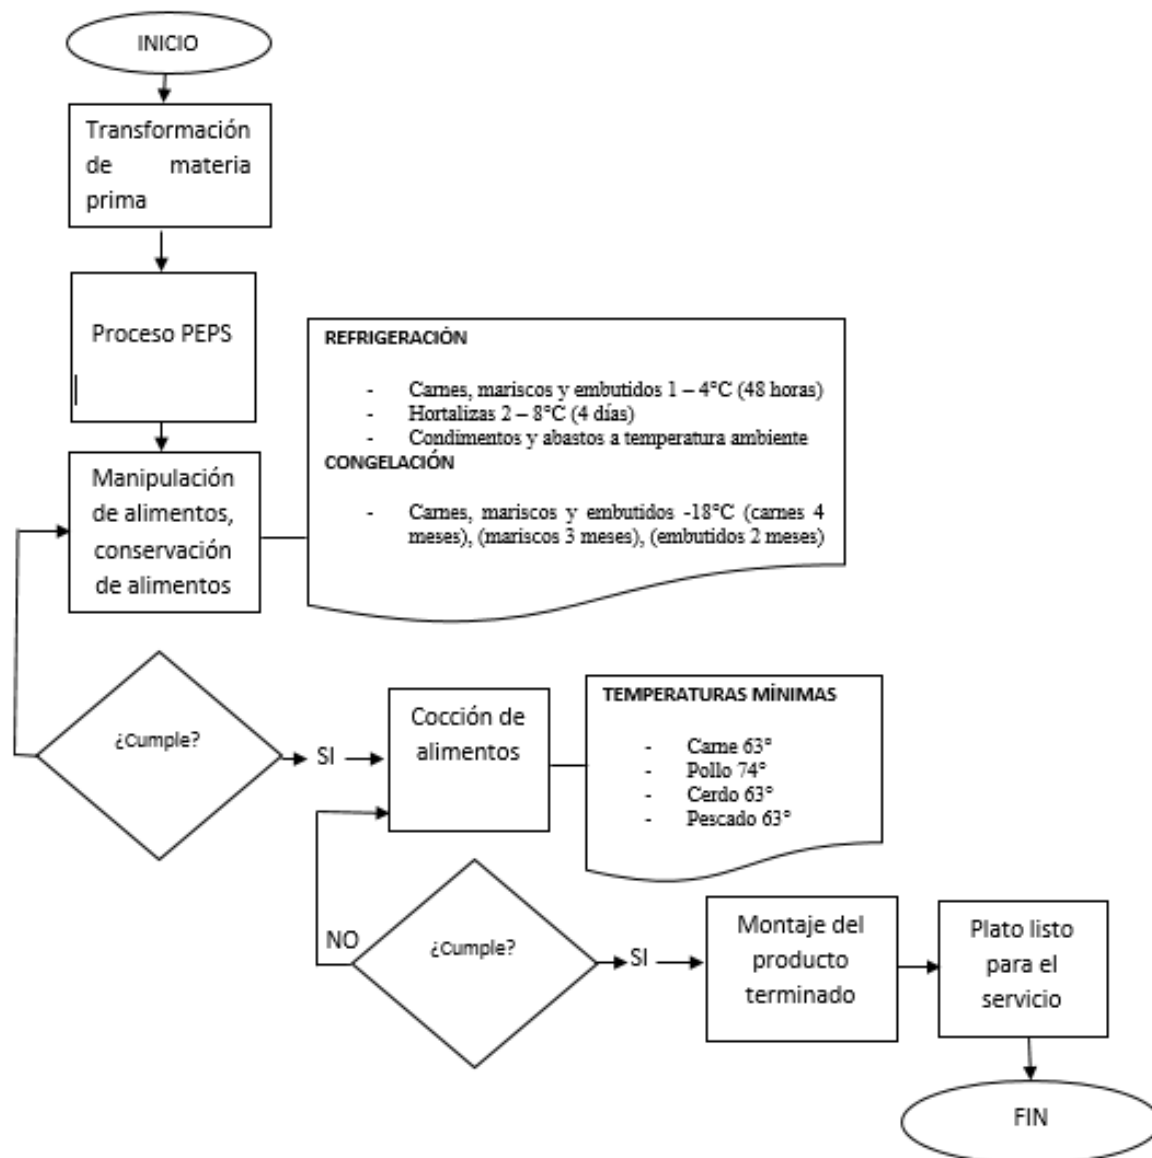 INICIO
Transformación
de materia
prima
Proceso PEPS
REFRIGERACIÓN
- Carnes, mariscos y embutidos 1 – 4°C (48 horas)
- Hortalizas 2 – 8°C (4 días)
- Condimentos y abastos a temperatura ambiente
CONGELACIÓN
- Carnes, mariscos y embutidos -18°C (carnes 4
meses), (mariscos 3 meses), (embutidos 2 meses)
Manipulación
de alimentos,
conservación
de alimentos
¿Cumple?
SI
Cocción de
alimentos
TEMPERATURAS MÍNIMAS
- Carne 63°
- Pollo 74°
- Cerdo 63°
- Pescado 63°
NO
¿Cumple?
SI
Montaje del
producto
terminado
Plato listo
para el
servicio
FIN